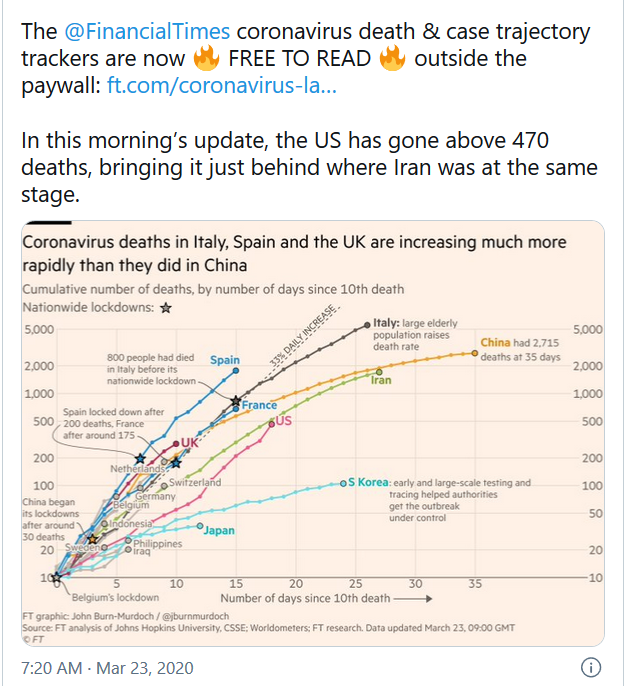 The @FinancialTimes coronavirus death & case trajectory
trackers are now 🔥 FREE TO READ 🔥 outside the
paywall: ft.com/coronavirus-la...
In this morning's update, the US has gone above 470
deaths, bringing it just behind where Iran was at the same
stage.
Coronavirus deaths in Italy, Spain and the UK are increasing much more
rapidly than they did in China
Cumulative number of deaths, by number of days since 10th death
Nationwide lockdowns: ☆
33% DAILY INCREASE
Italy: large elderly
population raises
death rate
5,000
5,000
China had 2,715
deaths at 35 days
800 people had died
in Italy before its
nationwide lockdown
Spain
2,000
2,000
Iran
1,000
1,000
France
Spain locked down after
200 deaths, France
after around 175
500
500
US
UK
200
200
Netherlands
Switzerland
100
100
S Korea: early and large-scale testing and
tracing helped authorities
get the outbreak
under control
Germany
Belgium
China began
its lockdowns
after around
30 deaths
50
Indonesia
Japan
Sweden
Philippines
Iraq
20
20
10
10
0
5
10
15
20
25
30
35
Belgium's lockdown
Number of days since 10th death
FT graphic: John Burn-Murdoch / @jburnmurdoch
Source: FT analysis of Johns Hopkins University, CSSE; Worldometers; FT research. Data updated March 23, 09:00 GMT
© FT
7:20 AM · Mar 23, 2020